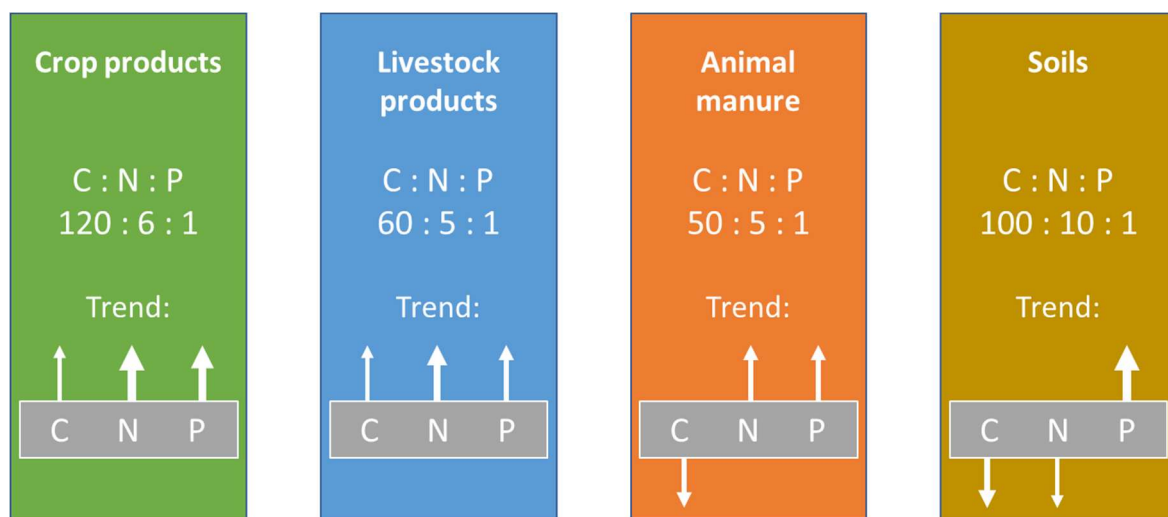 Crop products
C : N : P
120 : 6 : 1
Trend:
C N P
Livestock
products
C : N : P
60 : 5 : 1
Trend:
C N P
Animal
manure
C : N : P
50 : 5 : 1
Trend:
C N P
Soils
C : N : P
100 : 10 : 1
Trend:
C N P